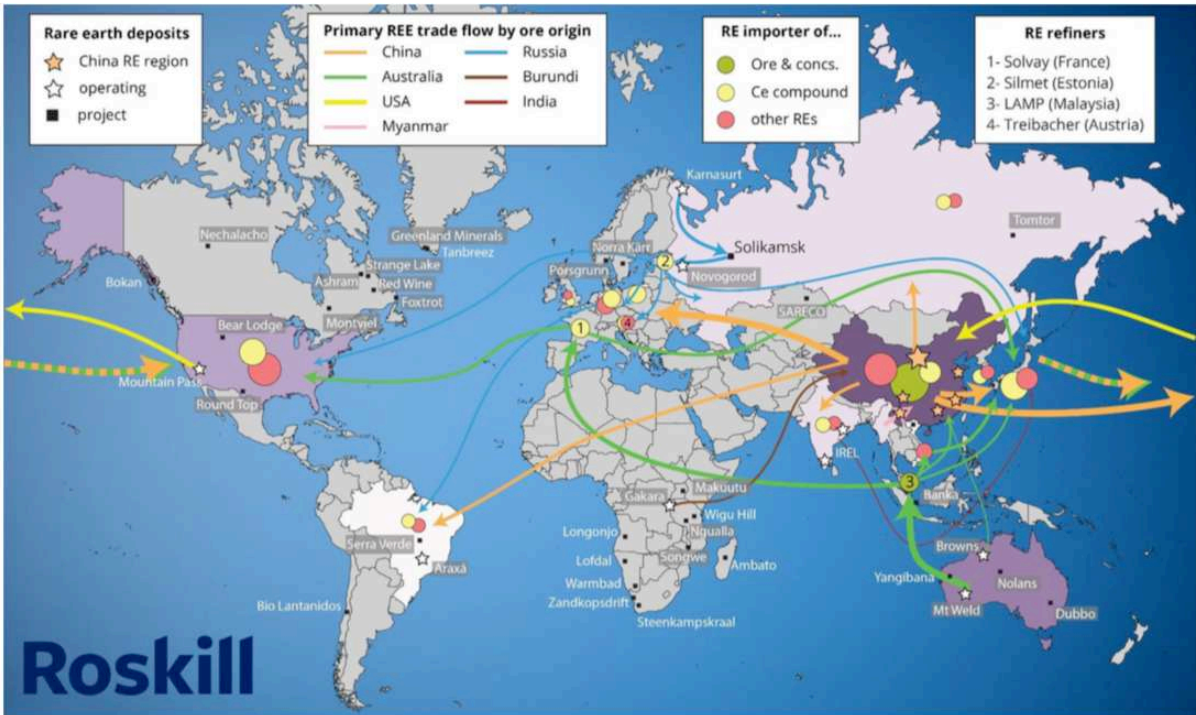 Rare earth deposits
China RE region
operating
project
Primary REE trade flow by ore origin
China
Australia
USA
Myanmar
Russia
Burundi
India
RE importer of...
Ore & concs.
Ce compound
other REs
RE refiners
1- Solvay (France)
2- Silmet (Estonia)
3- LAMP (Malaysia)
4- Treibacher (Austria)
Karnasurt
Nechalacho
Greenland Minerals
Tanbreez
Norra Kärr
Solikamsk
Tomtor
Strange Lake
Porsgrunn
2
Novogorod
Bokan
Ashram
Red Wine
Foxtrot
SARECO
Bear Lodge
Montviel
1
4
Mountain Pass
Round Top
IREL
3
Gakara
Makuutu
Banka
Wigu Hill
Serra Verde
Longonjo
Ngualla
Songwe
Browns
Araxá
Lofdal
Ambato
Yangibana
Nolans
Warmbad
Bio Lantanidos
Zandkopsdrift
Mt Weld
Dubbo
Steenkampskraal
Roskill